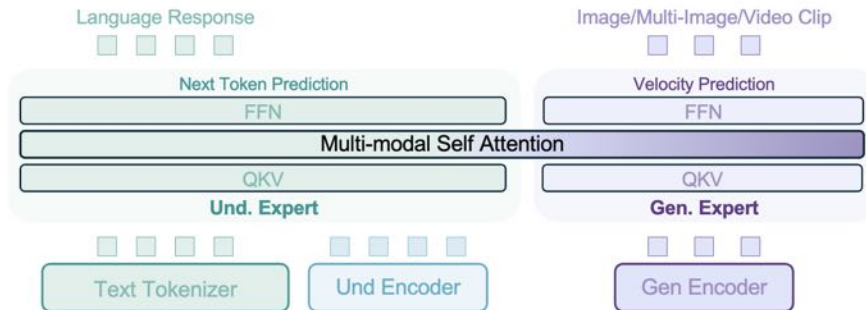 Language Response
Image/Multi-Image/Video Clip
Next Token Prediction
Velocity Prediction
FFN
FFN
Multi-modal Self Attention
QKV
QKV
Und. Expert
Gen. Expert
Text Tokenizer
Und Encoder
Gen Encoder